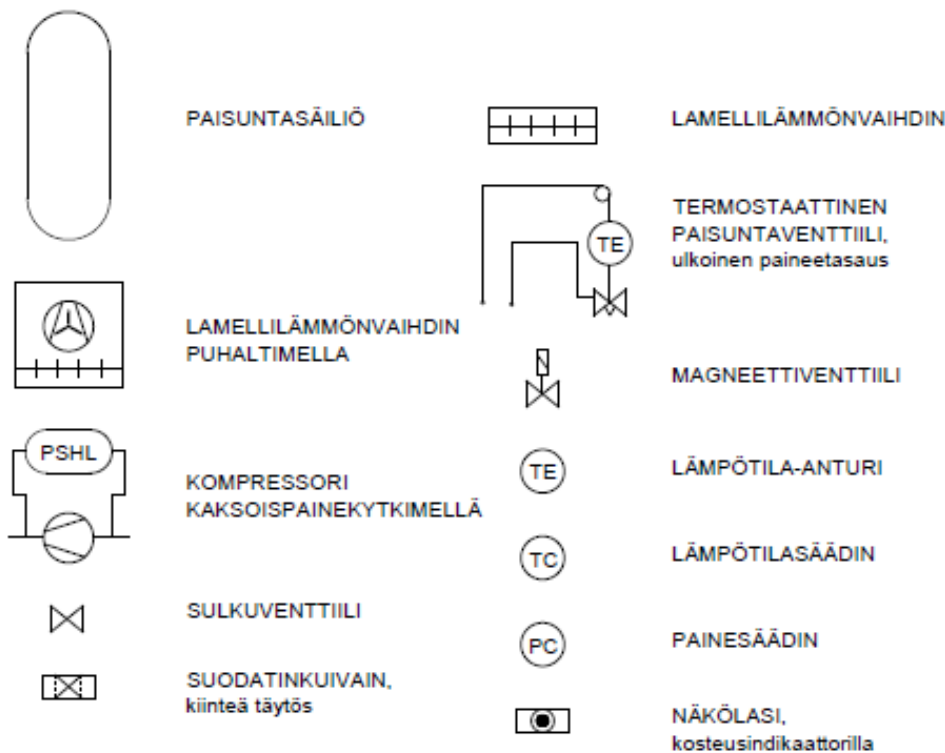 PAISUNTASÄILIÖ
LAMELLILÄMMÖNVAIHDIN
PUHALTIMELLA
PSHL
KOMPRESSORI
KAKSOISPAINEKYTKIMELLÄ
SULKUVENTTIILI
SUODATINKUIVAIN,
kiinteä täytös
LAMELLILÄMMÖNVAIHDIN
TE
TERMOSTAATTINEN
PAISUNTAVENTTIILI,
ulkoinen paineetasaus
MAGNEETTIVENTTIILI
TE
LÄMPÖTILA-ANTURI
TC
LÄMPÖTILASÄÄDIN
PC
PAINESÄÄDIN
NÄKÖLASI,
kosteusindikaattorilla